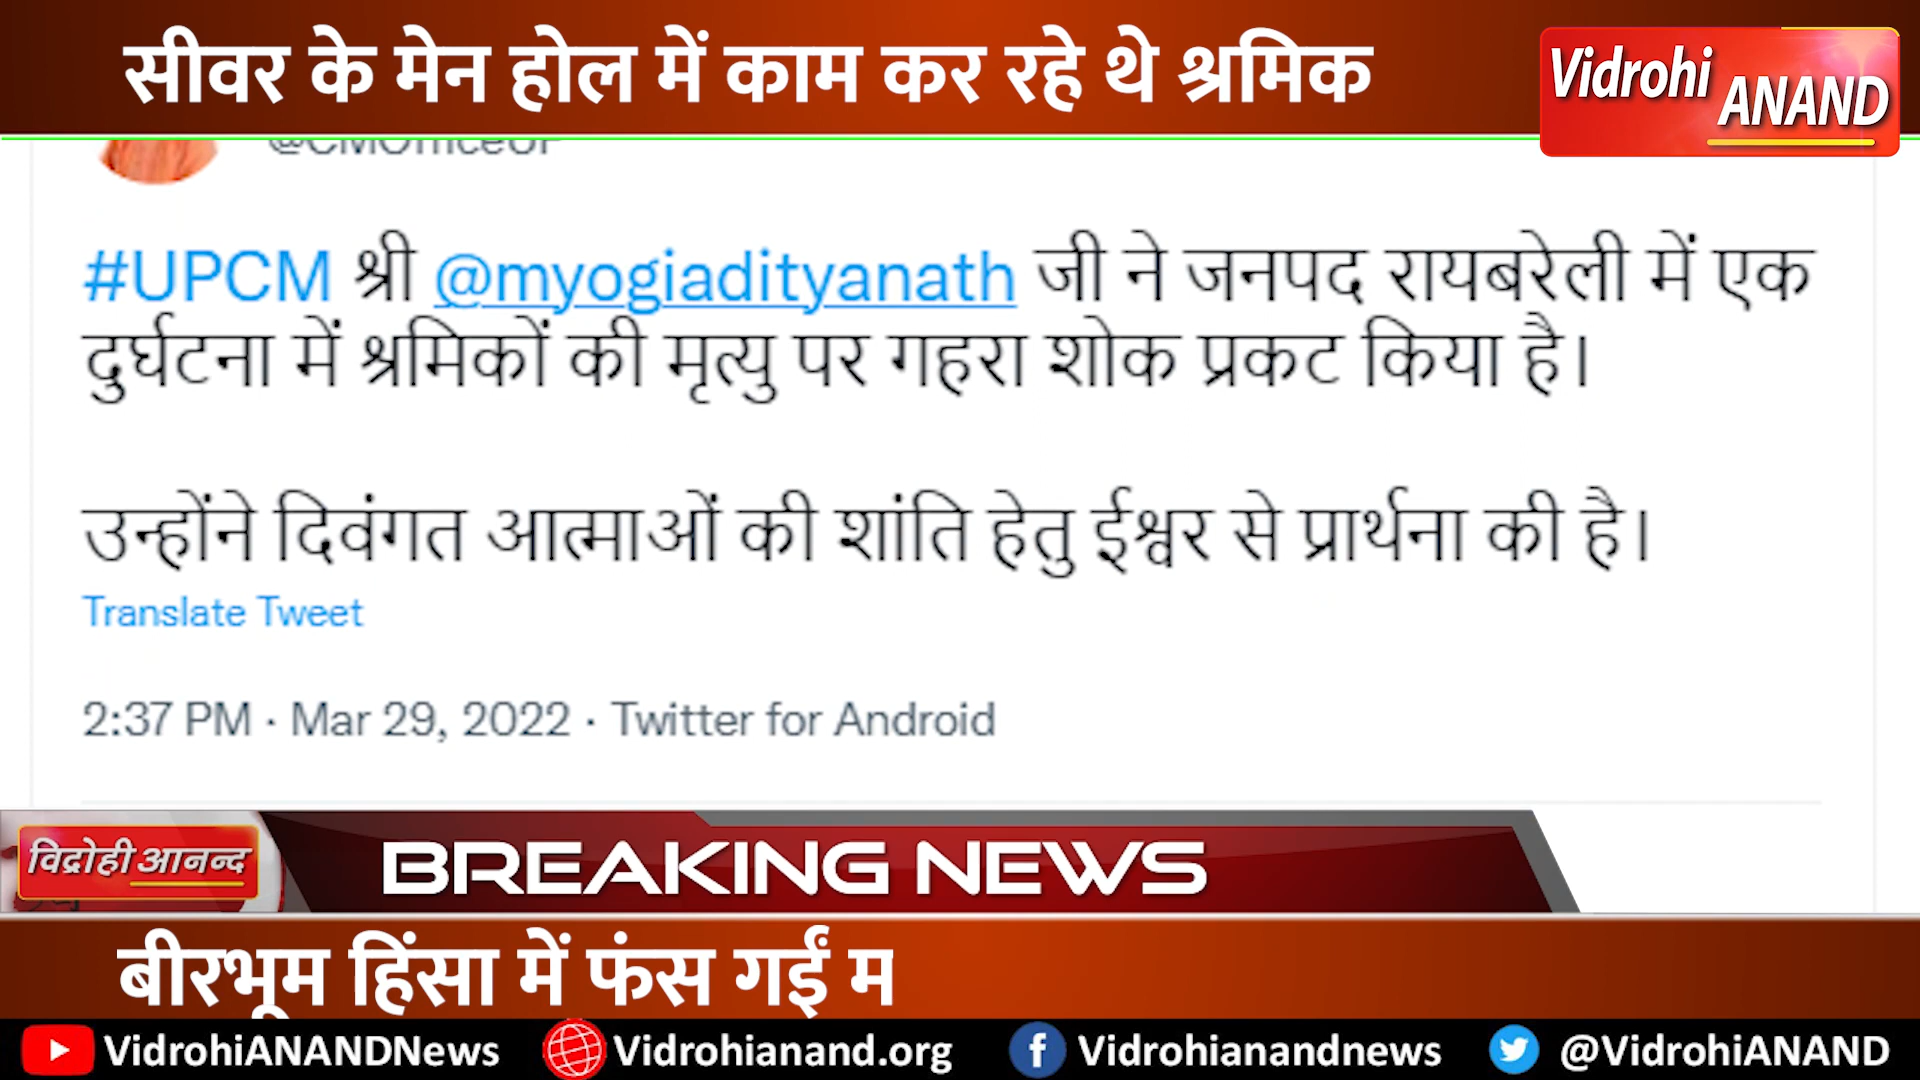 सीवर के मेन होल में काम कर रहे थे श्रमिक
Vidrohi ANAND
@CMOfficeUP
#UPCM श्री @myogiadityanath जी ने जनपद रायबरेली में एक
दुर्घटना में श्रमिकों की मृत्यु पर गहरा शोक प्रकट किया है।
उन्होंने दिवंगत आत्माओं की शांति हेतु ईश्वर से प्रार्थना की है।
Translate Tweet
2:37 PM · Mar 29, 2022 · Twitter for Android
विद्रोही आनन्द
BREAKING NEWS
बीरभूम हिंसा में फंस गईं म
VidrohiANANDNews Vidrohianand.org Vidrohianandnews @VidrohiANAND